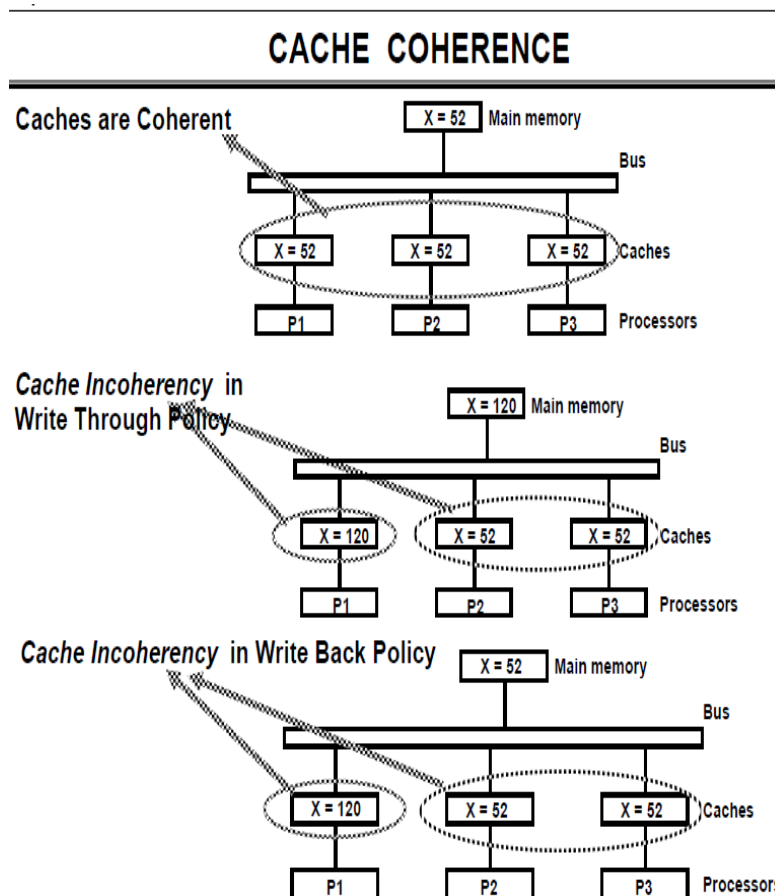 CACHE COHERENCE
Caches are Coherent
X = 52 Main memory
Bus
X = 52 X = 52 X = 52 Caches
P1 P2 P3 Processors
Cache Incoherency in
Write Through Policy
X = 120 Main memory
Bus
X = 120 X = 52 X = 52 Caches
P1 P2 P3 Processors
Cache Incoherency in Write Back Policy
X = 52 Main memory
Bus
X = 120 X = 52 X = 52 Caches
P1 P2 P3 Processors